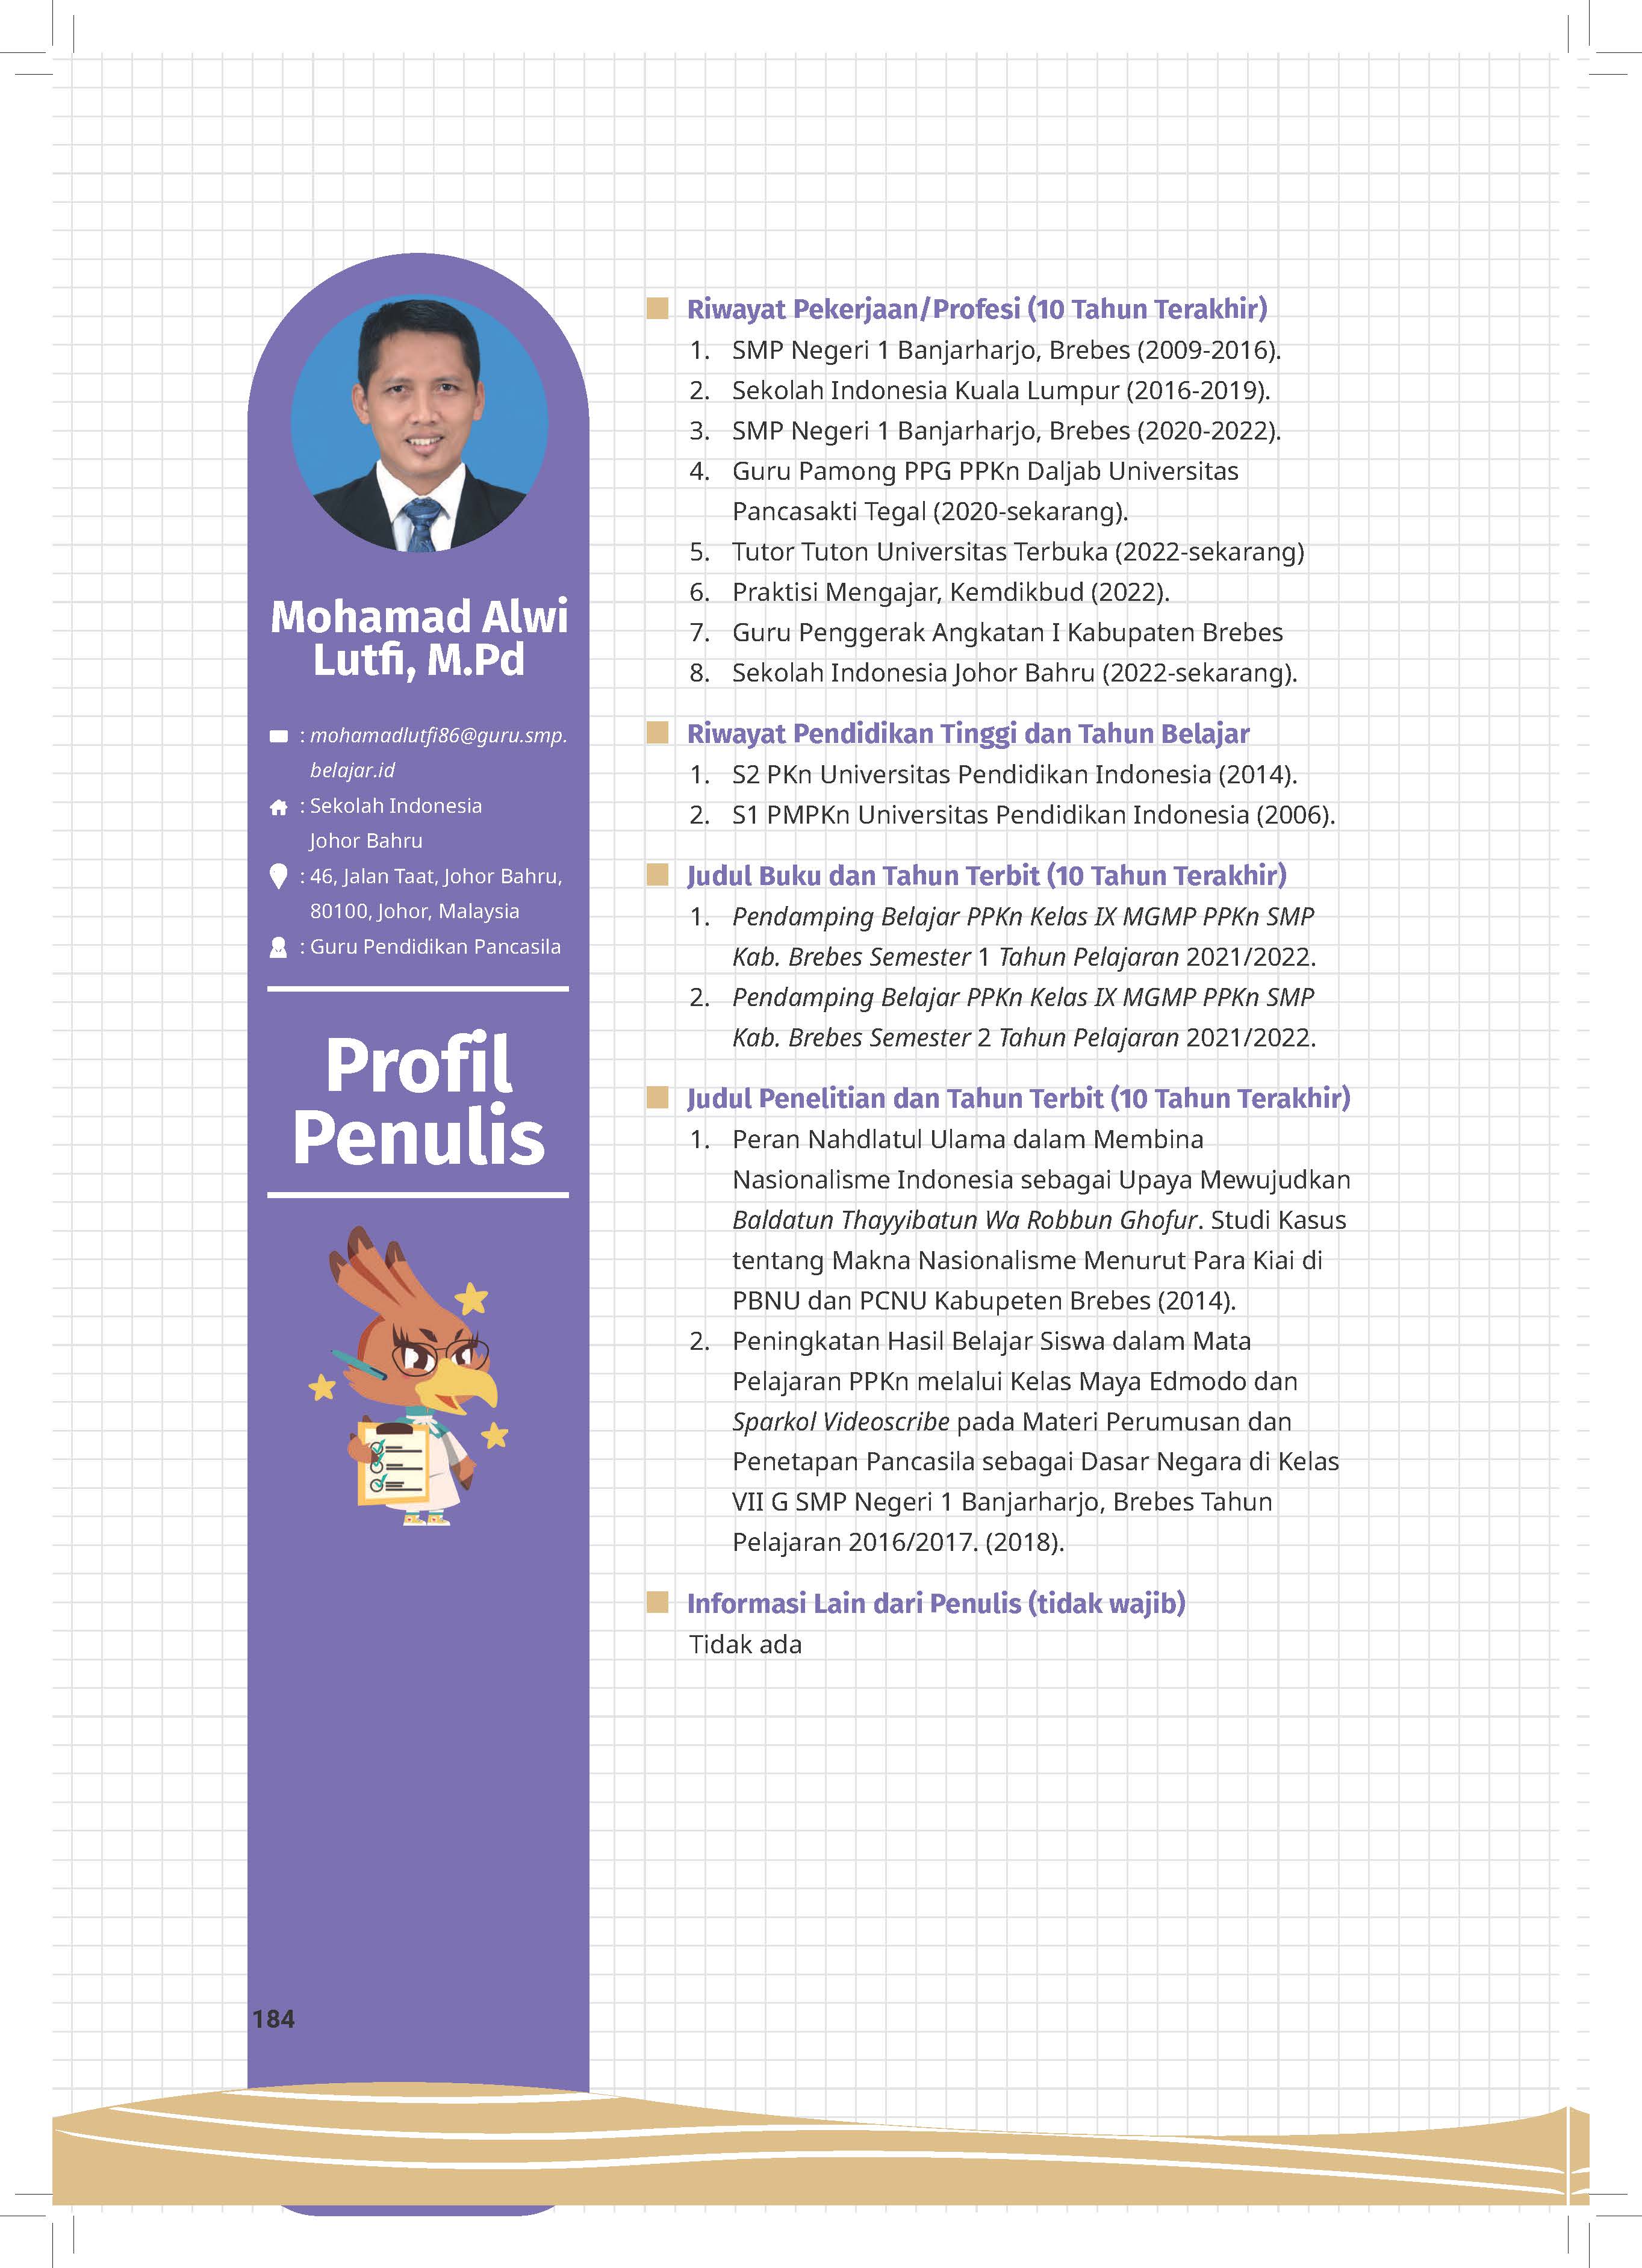 Mohamad Alwi
Lutfi, M.Pd
: mohamadlutfi86@guru.smp.
belajar.id
: Sekolah Indonesia
Johor Bahru
: 46, Jalan Taat, Johor Bahru,
80100, Johor, Malaysia
: Guru Pendidikan Pancasila
Profil
Penulis
184
Riwayat Pekerjaan/Profesi (10 Tahun Terakhir)
1. SMP Negeri 1 Banjarharjo, Brebes (2009-2016).
2. Sekolah Indonesia Kuala Lumpur (2016-2019).
3. SMP Negeri 1 Banjarharjo, Brebes (2020-2022).
4. Guru Pamong PPG PPKn Daljab Universitas
Pancasakti Tegal (2020-sekarang).
5. Tutor Tuton Universitas Terbuka (2022-sekarang)
6. Praktisi Mengajar, Kemdikbud (2022).
7. Guru Penggerak Angkatan I Kabupaten Brebes
8. Sekolah Indonesia Johor Bahru (2022-sekarang).
Riwayat Pendidikan Tinggi dan Tahun Belajar
1. S2 PKn Universitas Pendidikan Indonesia (2014).
2. S1 PMPKn Universitas Pendidikan Indonesia (2006).
Judul Buku dan Tahun Terbit (10 Tahun Terakhir)
1. Pendamping Belajar PPKn Kelas IX MGMP PPKn SMP
Kab. Brebes Semester 1 Tahun Pelajaran 2021/2022.
2. Pendamping Belajar PPKn Kelas IX MGMP PPKn SMP
Kab. Brebes Semester 2 Tahun Pelajaran 2021/2022.
Judul Penelitian dan Tahun Terbit (10 Tahun Terakhir)
1. Peran Nahdlatul Ulama dalam Membina
Nasionalisme Indonesia sebagai Upaya Mewujudkan
Baldatun Thayyibatun Wa Robbun Ghofur. Studi Kasus
tentang Makna Nasionalisme Menurut Para Kiai di
PBNU dan PCNU Kabupeten Brebes (2014).
2. Peningkatan Hasil Belajar Siswa dalam Mata
Pelajaran PPKn melalui Kelas Maya Edmodo dan
Sparkol Videoscribe pada Materi Perumusan dan
Penetapan Pancasila sebagai Dasar Negara di Kelas
VII G SMP Negeri 1 Banjarharjo, Brebes Tahun
Pelajaran 2016/2017. (2018).
Informasi Lain dari Penulis (tidak wajib)
Tidak ada